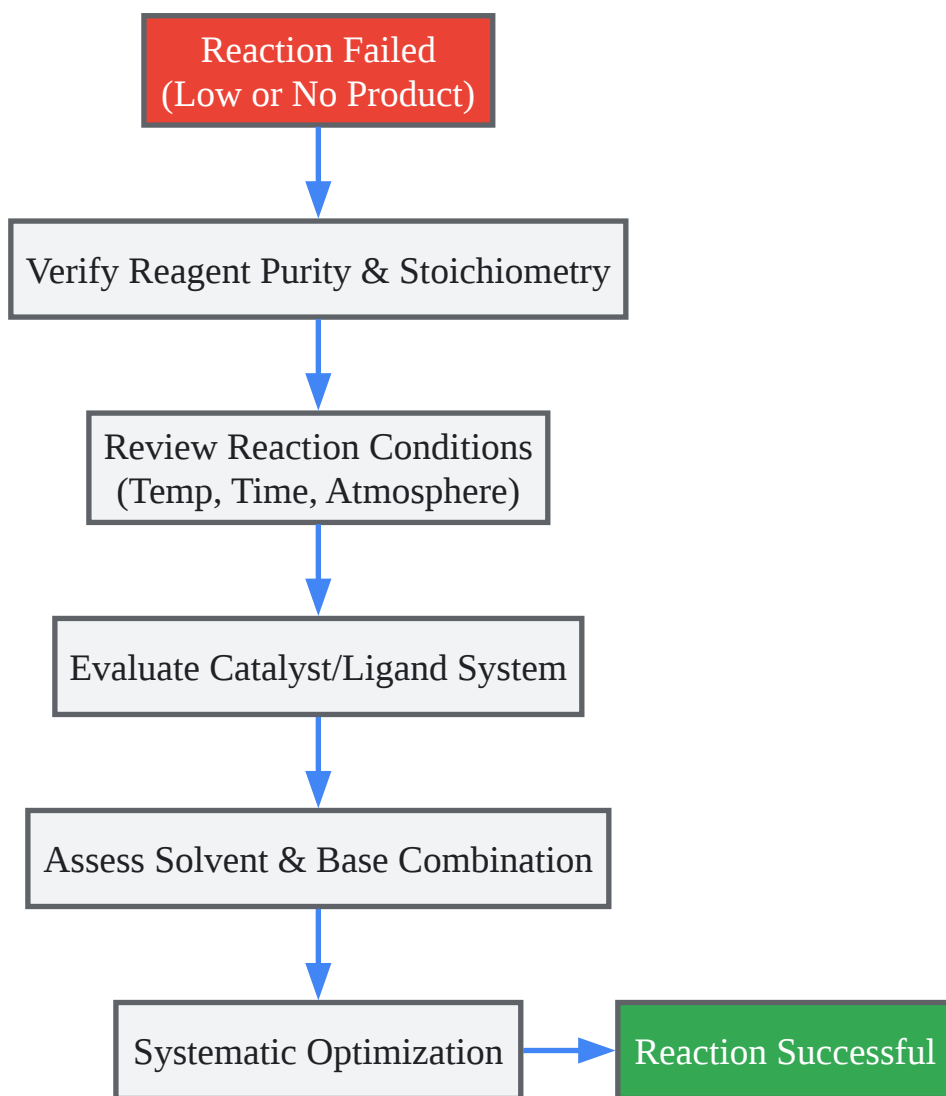 Reaction Failed
(Low or No Product)
Verify Reagent Purity & Stoichiometry
Review Reaction Conditions
(Temp, Time, Atmosphere)
Evaluate Catalyst/Ligand System
Assess Solvent & Base Combination
Systematic Optimization
Reaction Successful